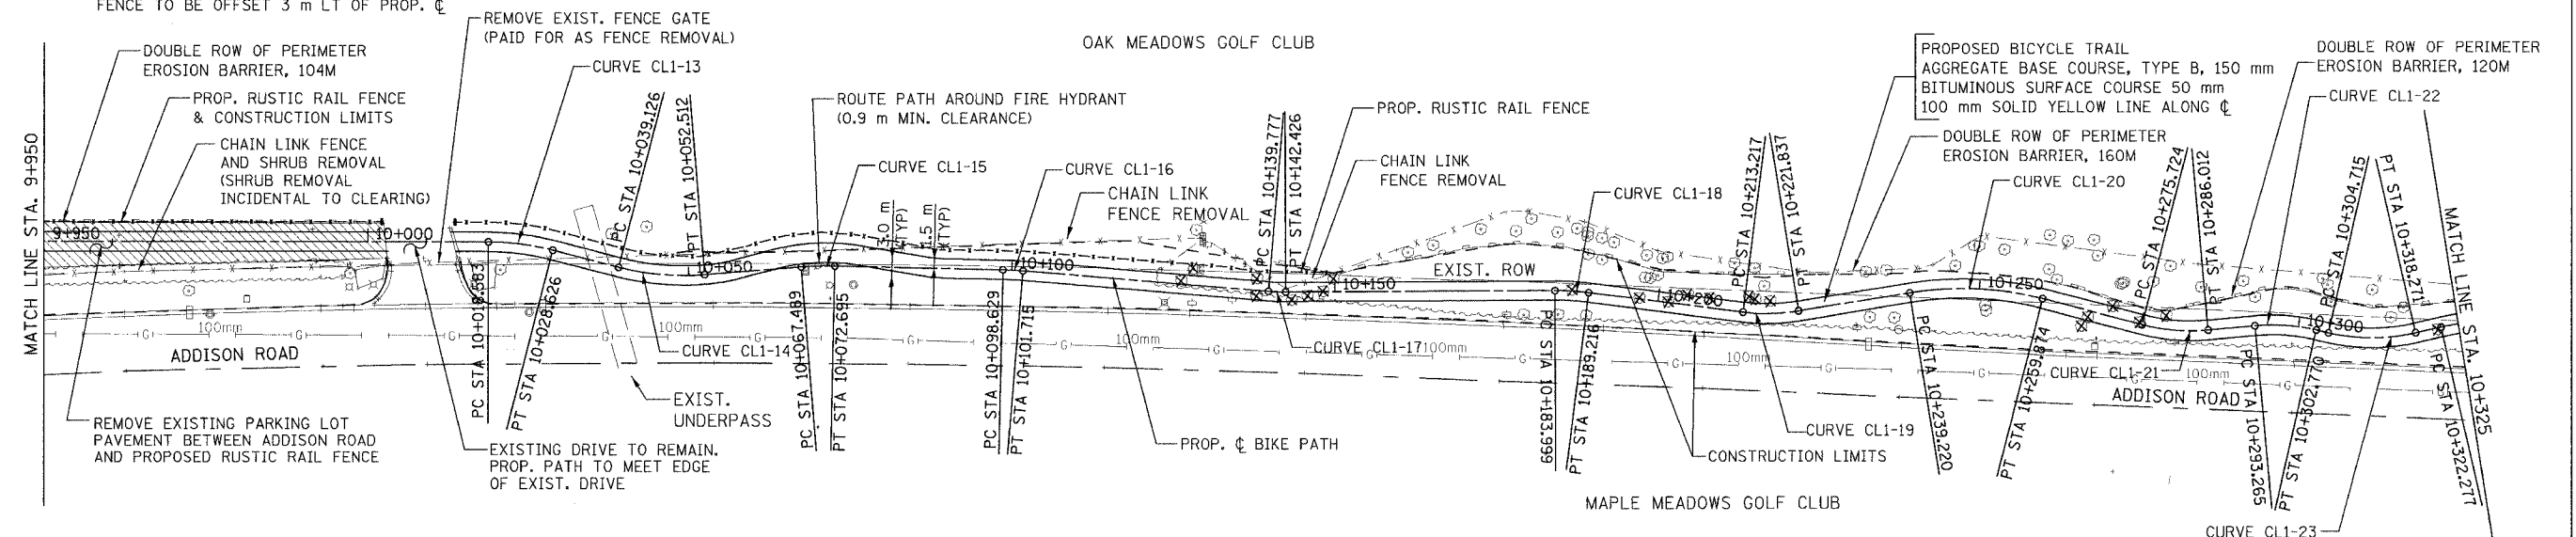 FENCE TO BE OFFSET 3 m LT OF PROP. ℄
REMOVE EXIST. FENCE GATE
(PAID FOR AS FENCE REMOVAL)
DOUBLE ROW OF PERIMETER
EROSION BARRIER, 104M
CURVE CL1-13
PROP. RUSTIC RAIL FENCE
& CONSTRUCTION LIMITS
CHAIN LINK FENCE
AND SHRUB REMOVAL
(SHRUB REMOVAL
INCIDENTAL TO CLEARING)
MATCH LINE STA. 9+950
9+950
10+000
PC STA 10+039.126
PT STA 10+052.512
ROUTE PATH AROUND FIRE HYDRANT
(0.9 m MIN. CLEARANCE)
CURVE CL1-15
CURVE CL1-16
CHAIN LINK
FENCE REMOVAL
3.0 m
(TYP)
1.5 m
(TYP)
OAK MEADOWS GOLF CLUB
PC STA 10+139.777
PT STA 10+142.426
PROP. RUSTIC RAIL FENCE
CHAIN LINK
FENCE REMOVAL
EXIST. ROW
CURVE CL1-18
PC STA 10+213.217
PT STA 10+221.837
PROPOSED BICYCLE TRAIL
AGGREGATE BASE COURSE, TYPE B, 150 mm
BITUMINOUS SURFACE COURSE 50 mm
100 mm SOLID YELLOW LINE ALONG ℄
DOUBLE ROW OF PERIMETER
EROSION BARRIER, 160M
CURVE CL1-20
DOUBLE ROW OF PERIMETER
EROSION BARRIER, 120M
CURVE CL1-22
PC STA 10+275.724
PT STA 10+286.012
PC STA 10+304.715
PT STA 10+318.271
MATCH LINE STA. 10+325
10+050
10+100
10+150
10+200
10+250
10+300
PC STA 10+018.583
PT STA 10+028.626
CURVE CL1-14
PC STA 10+067.489
PT STA 10+072.695
PC STA 10+098.629
PT STA 10+101.715
CURVE CL1-17
PC STA 10+183.999
PT STA 10+189.216
CURVE CL1-19
PC STA 10+239.220
PT STA 10+259.874
CURVE CL1-21
PC STA 10+293.265
PT STA 10+302.770
PC STA 10+322.277
CURVE CL1-23
G
100mm
G
G
100mm
G
G
100mm
G
G
100mm
G
G
100mm
G
G
100mm
G
ADDISON ROAD
ADDISON ROAD
EXIST.
UNDERPASS
REMOVE EXISTING PARKING LOT
PAVEMENT BETWEEN ADDISON ROAD
AND PROPOSED RUSTIC RAIL FENCE
EXISTING DRIVE TO REMAIN.
PROP. PATH TO MEET EDGE
OF EXIST. DRIVE
PROP. ℄ BIKE PATH
CONSTRUCTION LIMITS
MAPLE MEADOWS GOLF CLUB